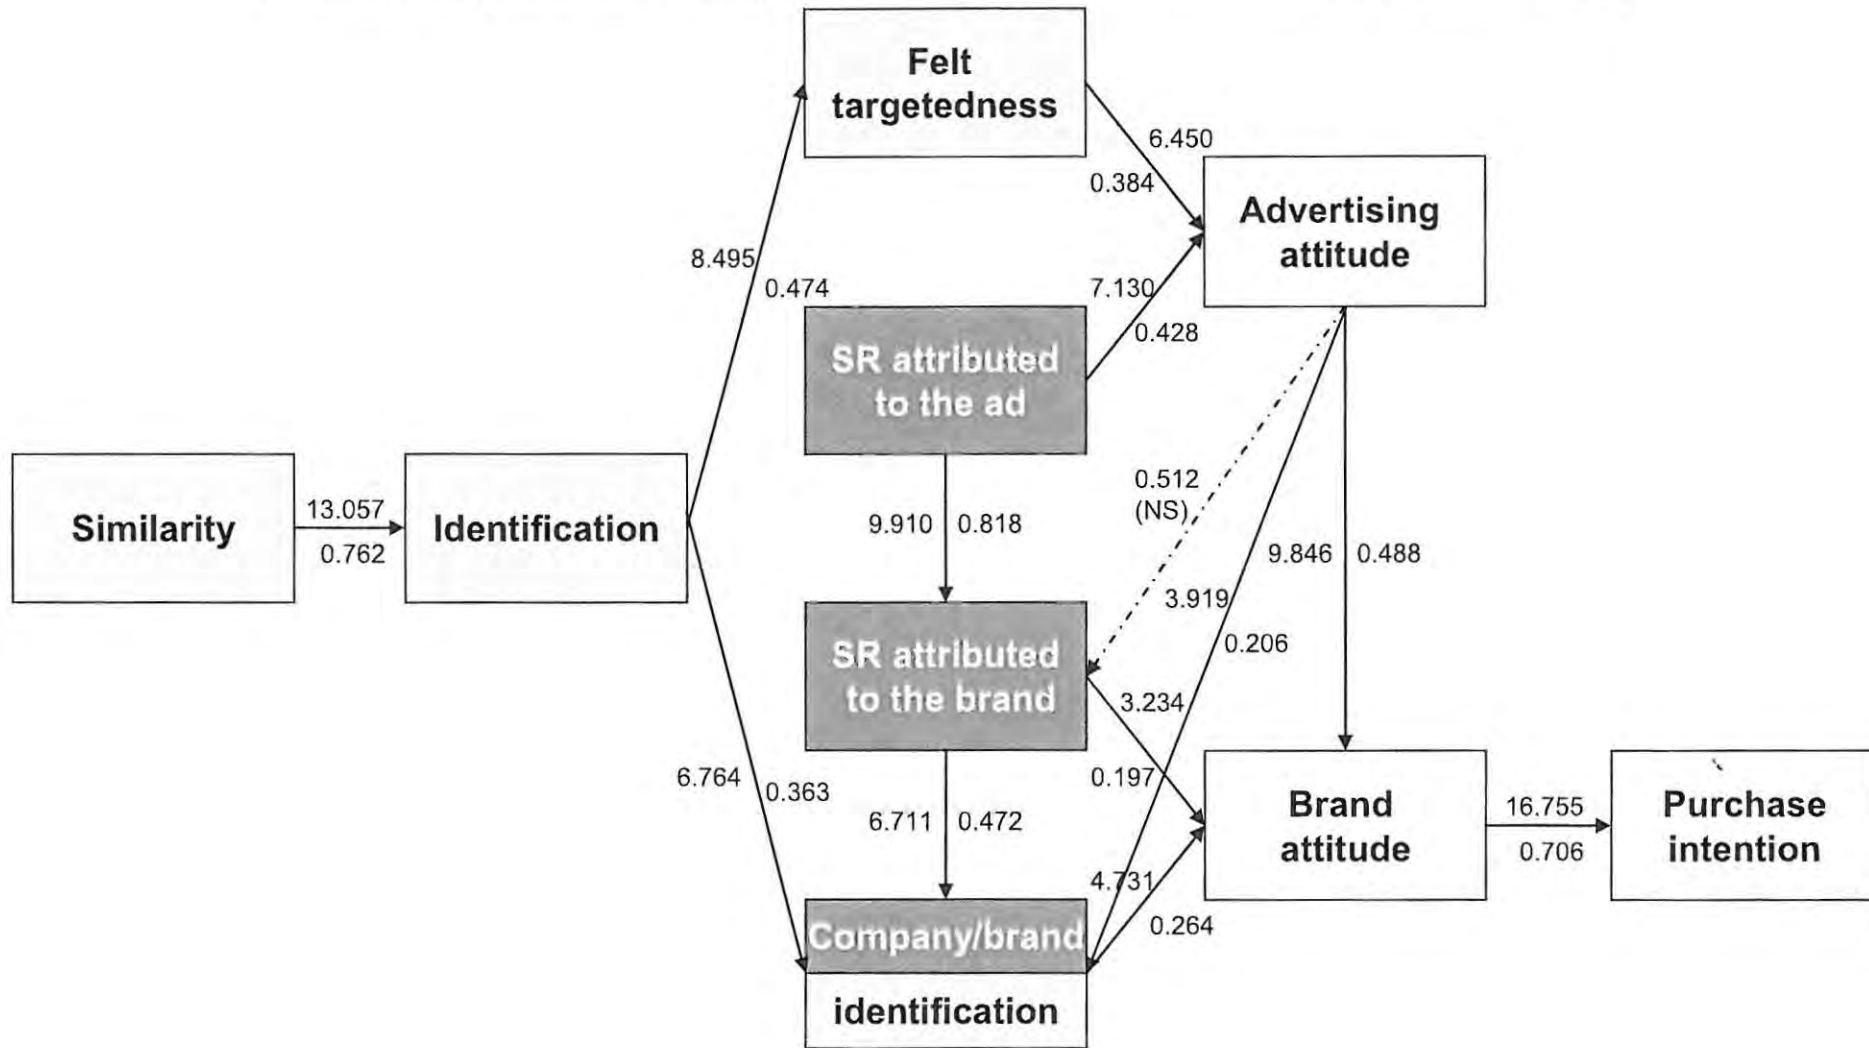 Felt
targetedness
6.450
0.384
Advertising
attitude
8.495
0.474
7.130
0.428
SR attributed
to the ad
Similarity
13.057
0.762
Identification
9.910
0.818
0.512
(NS)
9.846
0.488
3.919
0.206
SR attributed
to the brand
3.234
0.197
6.764
0.363
6.711
0.472
Brand
attitude
16.755
0.706
Purchase
intention
4.731
0.264
Company/brand
identification